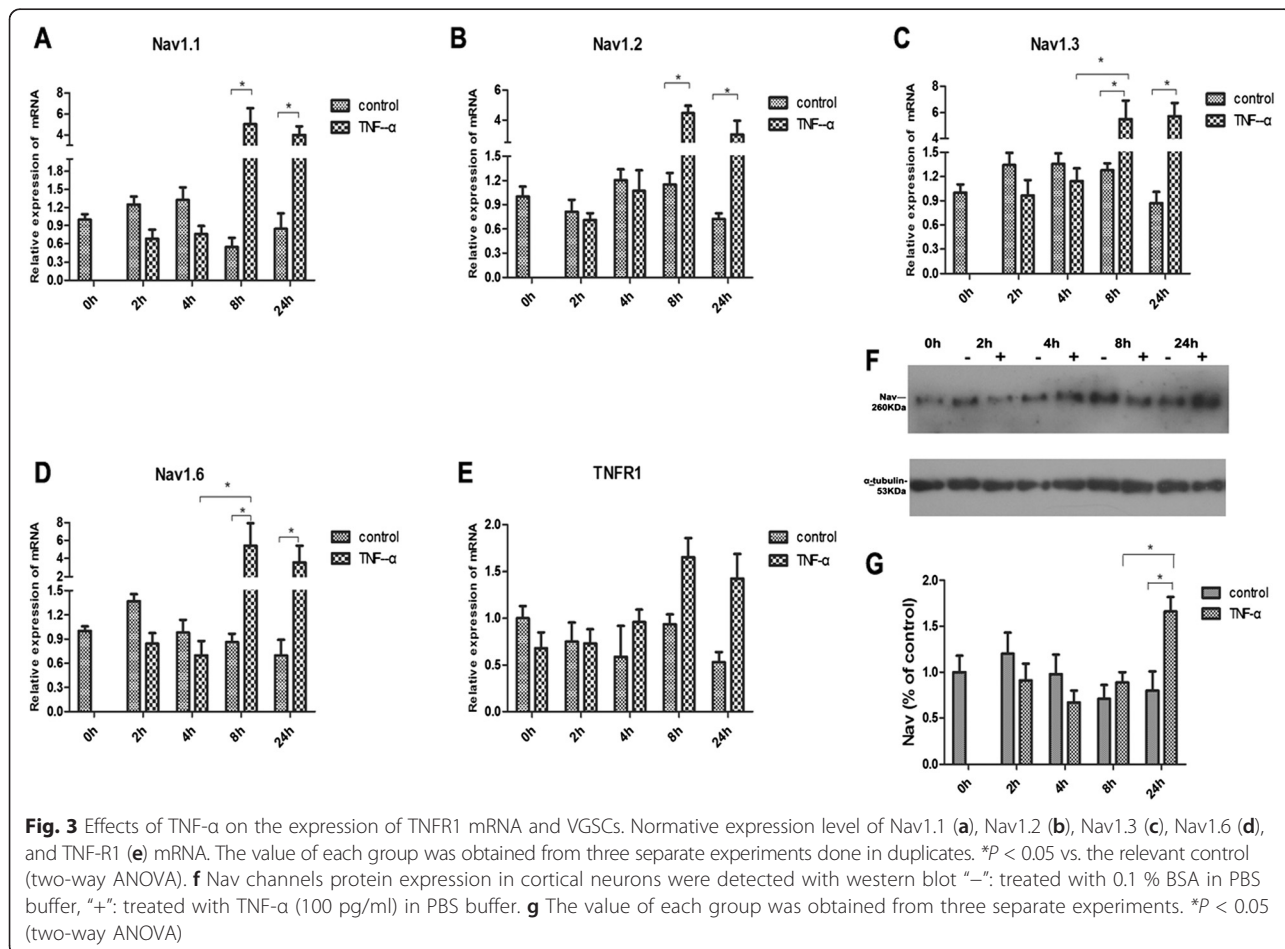 A
Nav1.1
Relative expression of mRNA
8
6
4
2
1.5
1.2
0.9
0.6
0.3
0.0
0h
2h
4h
8h
24h
*
*
control
TNF--α
B
Nav1.2
Relative expression of mRNA
6
4
2
1.2
0.9
0.6
0.3
0.0
0h
2h
4h
8h
24h
*
*
control
TNF--α
C
Nav1.3
Relative expression of mRNA
8
6
4
2
1.5
1.2
0.9
0.6
0.3
0.0
0h
2h
4h
8h
24h
*
*
*
control
TNF--α
D
Nav1.6
Relative expression of mRNA
8
6
4
2
1.5
1.2
0.9
0.6
0.3
0.0
0h
2h
4h
8h
24h
*
*
*
control
TNF--α
E
TNFR1
Relative expression of mRNA
2.0
1.5
1.0
0.5
0.0
0h
2h
4h
8h
24h
control
TNF-α
F
0h 2h 4h 8h 24h
- + - + - + - +
Nav—
260KDa
α-tubulin-
53KDa
G
Nav (% of control)
2.0
1.5
1.0
0.5
0.0
0h
2h
4h
8h
24h
*
*
control
TNF-α
Fig. 3 Effects of TNF-α on the expression of TNFR1 mRNA and VGSCs. Normative expression level of Nav1.1 (a), Nav1.2 (b), Nav1.3 (c), Nav1.6 (d),
and TNF-R1 (e) mRNA. The value of each group was obtained from three separate experiments done in duplicates. *P < 0.05 vs. the relevant control
(two-way ANOVA). f Nav channels protein expression in cortical neurons were detected with western blot “−”: treated with 0.1 % BSA in PBS
buffer, “+”: treated with TNF-α (100 pg/ml) in PBS buffer. g The value of each group was obtained from three separate experiments. *P < 0.05
(two-way ANOVA)